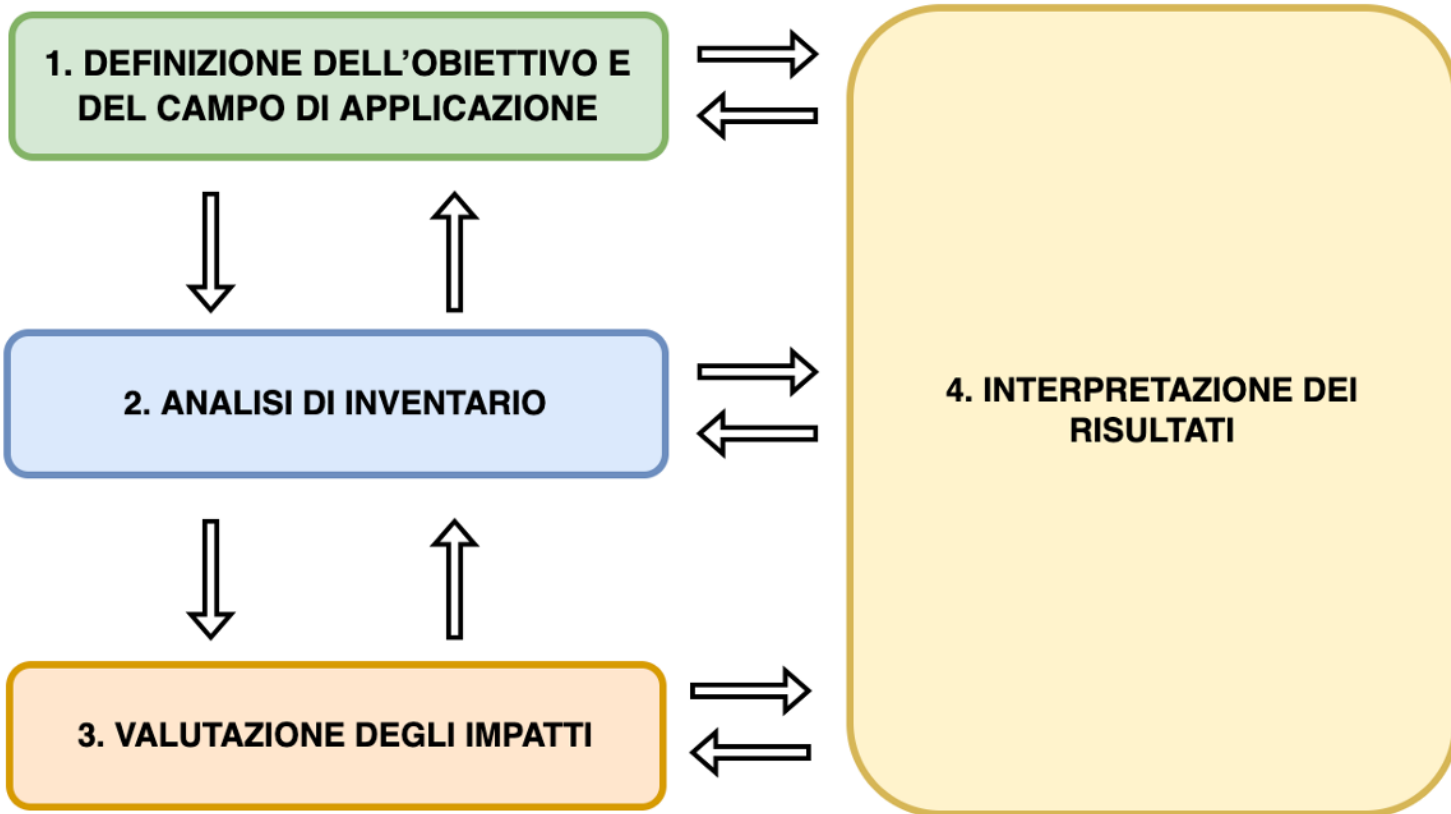 1. DEFINIZIONE DELL’OBIETTIVO E
DEL CAMPO DI APPLICAZIONE
2. ANALISI DI INVENTARIO
3. VALUTAZIONE DEGLI IMPATTI
4. INTERPRETAZIONE DEI
RISULTATI